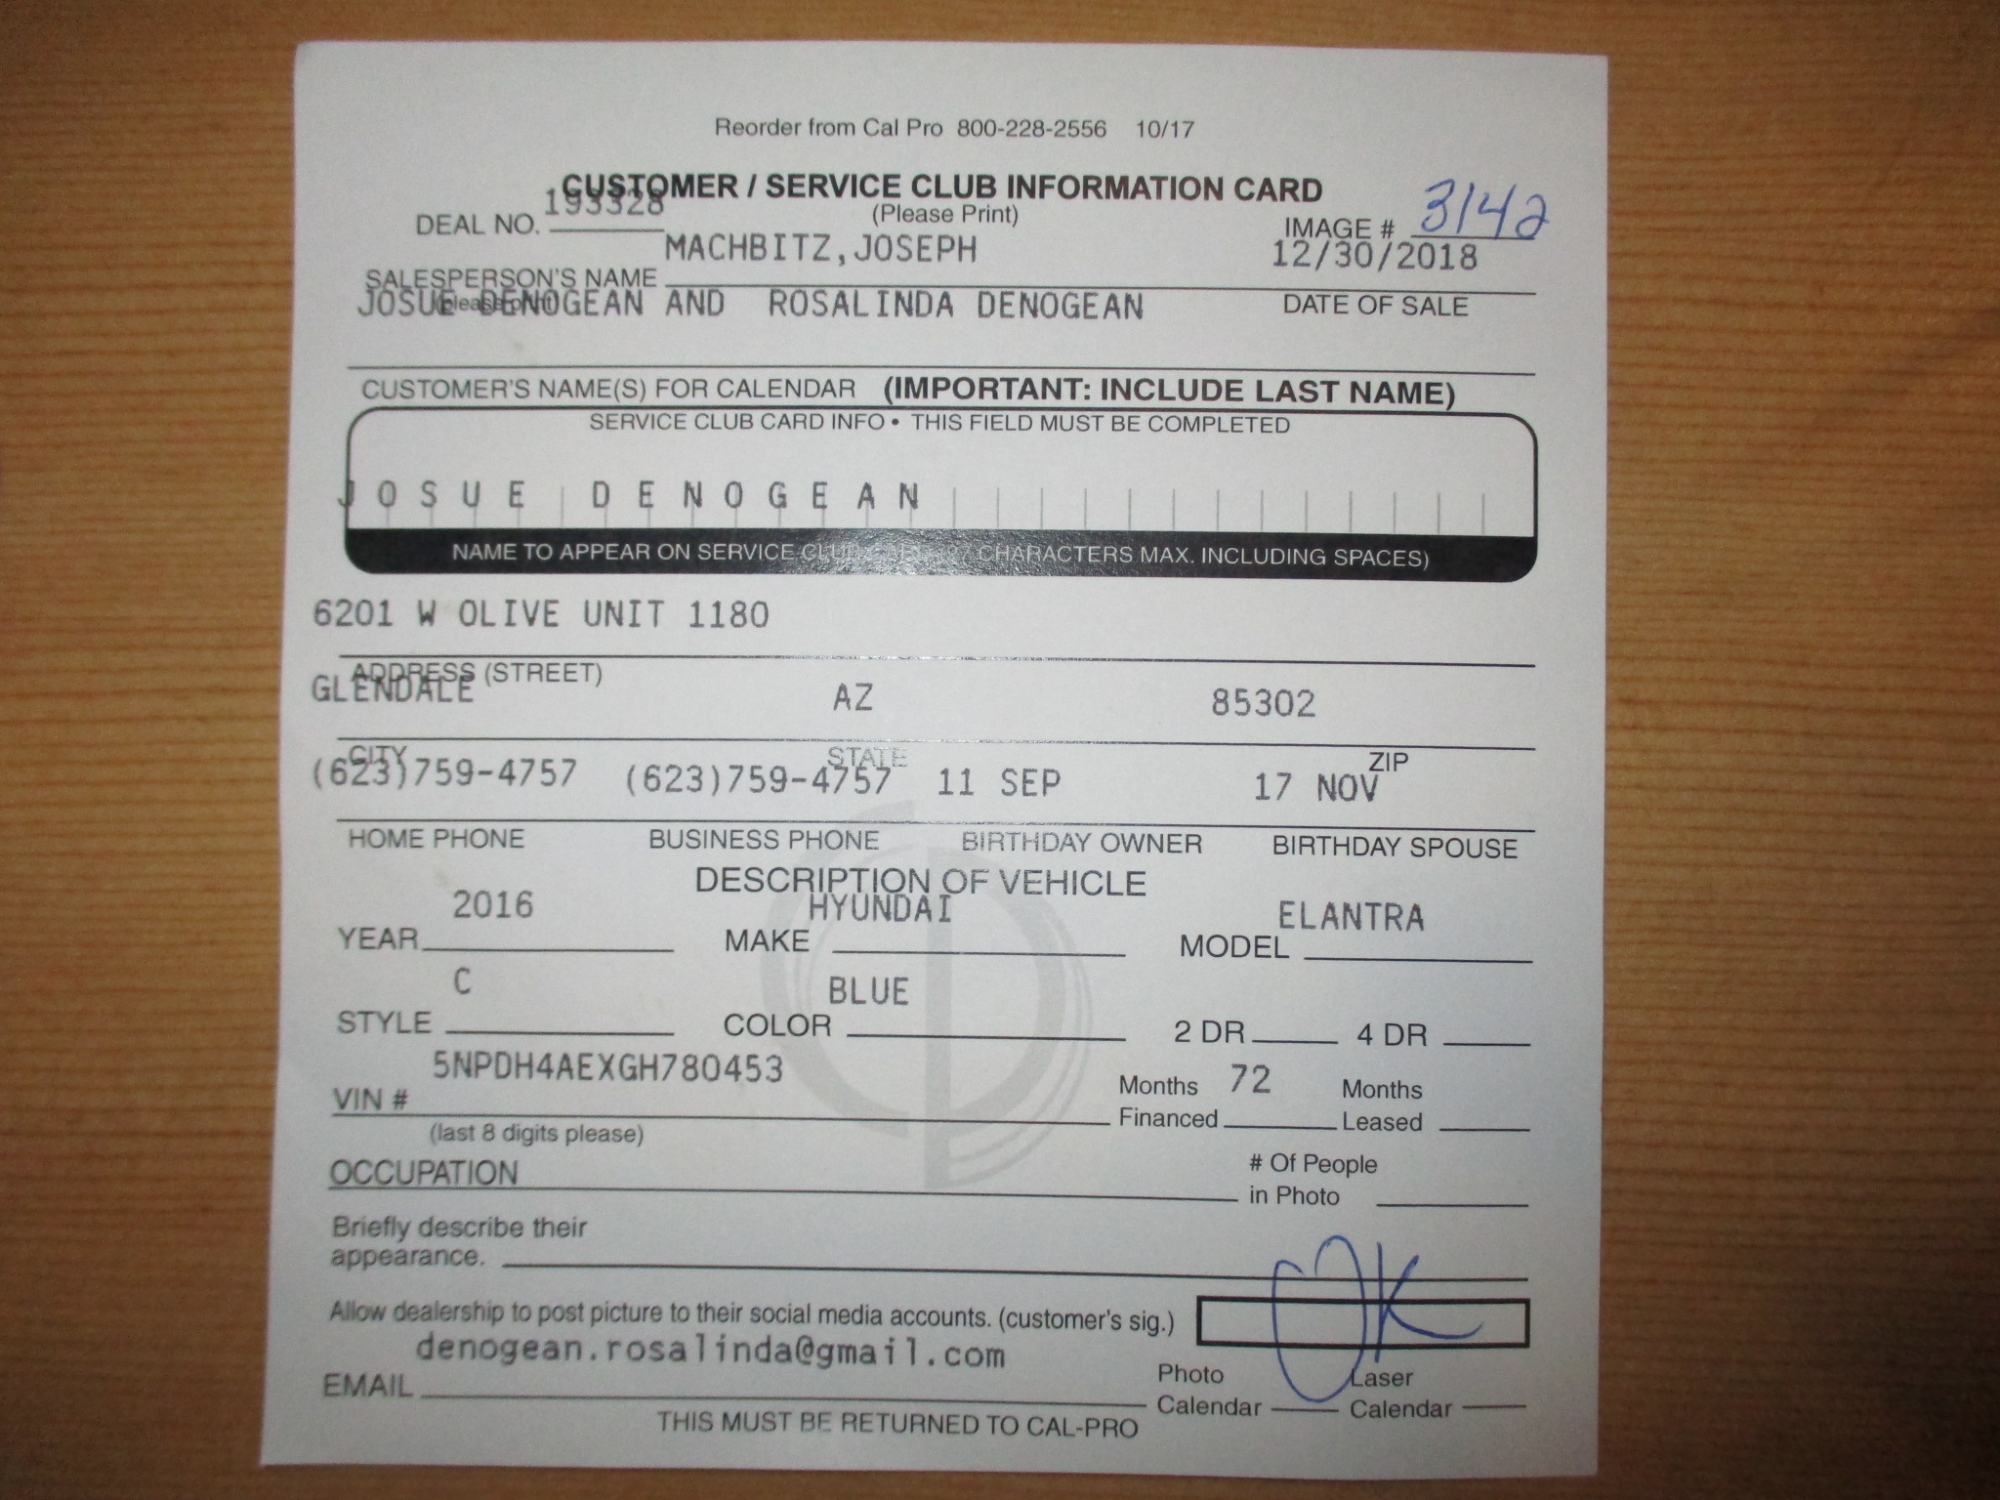 Reorder from Cal Pro 800-228-2556 10/17
CUSTOMER / SERVICE CLUB INFORMATION CARD
(Please Print)
DEAL NO. 193328
IMAGE # 3142
MACHBITZ,JOSEPH 12/30/2018
SALESPERSON'S NAME
(please print)
JOSUE DENOGEAN AND ROSALINDA DENOGEAN
DATE OF SALE
CUSTOMER'S NAME(S) FOR CALENDAR (IMPORTANT: INCLUDE LAST NAME)
SERVICE CLUB CARD INFO • THIS FIELD MUST BE COMPLETED
JOSUE DENOGEAN
NAME TO APPEAR ON SERVICE CLUB CARD (27 CHARACTERS MAX. INCLUDING SPACES)
6201 W OLIVE UNIT 1180
ADDRESS (STREET)
GLENDALE AZ 85302
CITY STATE ZIP
(623)759-4757 (623)759-4757 11 SEP 17 NOV
HOME PHONE BUSINESS PHONE BIRTHDAY OWNER BIRTHDAY SPOUSE
DESCRIPTION OF VEHICLE
YEAR 2016 MAKE HYUNDAI MODEL ELANTRA
STYLE C COLOR BLUE 2 DR 4 DR
VIN # 5NPDH4AEXGH780453
(last 8 digits please)
Months Financed 72 Months Leased
OCCUPATION
# Of People in Photo
Briefly describe their
appearance.
Allow dealership to post picture to their social media accounts. (customer's sig.)
denogean.rosalinda@gmail.com
EMAIL
Photo Calendar Laser Calendar
THIS MUST BE RETURNED TO CAL-PRO